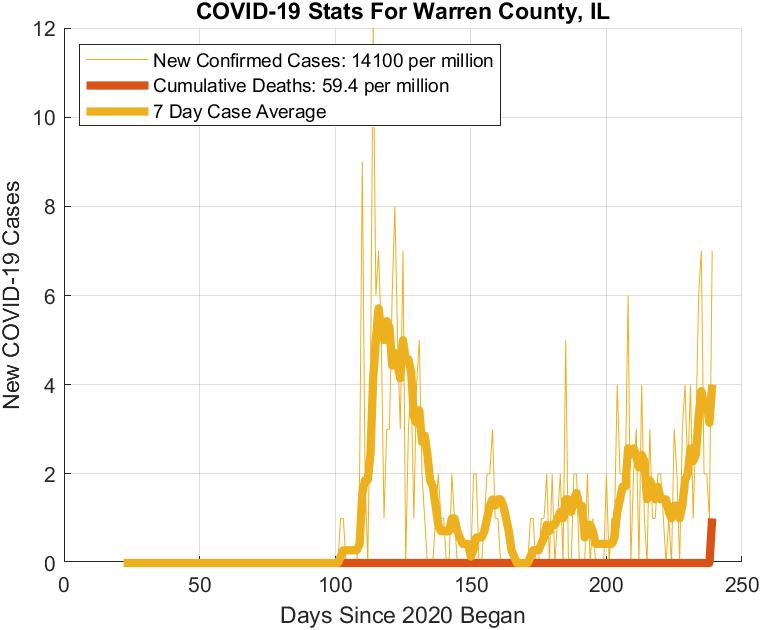 COVID-19 Stats For Warren County, IL
New Confirmed Cases: 14100 per million
Cumulative Deaths: 59.4 per million
7 Day Case Average
New COVID-19 Cases
12
10
8
6
4
2
0
0 50 100 150 200 250
Days Since 2020 Began